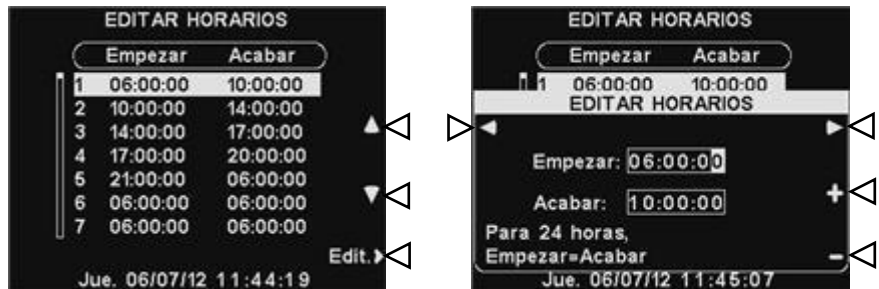 EDITAR HORARIOS
Empezar Acabar
1 06:00:00 10:00:00
2 10:00:00 14:00:00
3 14:00:00 17:00:00
4 17:00:00 20:00:00
5 21:00:00 06:00:00
6 06:00:00 06:00:00
7 06:00:00 06:00:00
Edit.
Jue. 06/07/12 11:44:19
EDITAR HORARIOS
Empezar Acabar
1 06:00:00 10:00:00
EDITAR HORARIOS
Empezar: 06:00:00
+
Acabar: 10:00:00
Para 24 horas,
Empezar=Acabar
-
Jue. 06/07/12 11:45:07